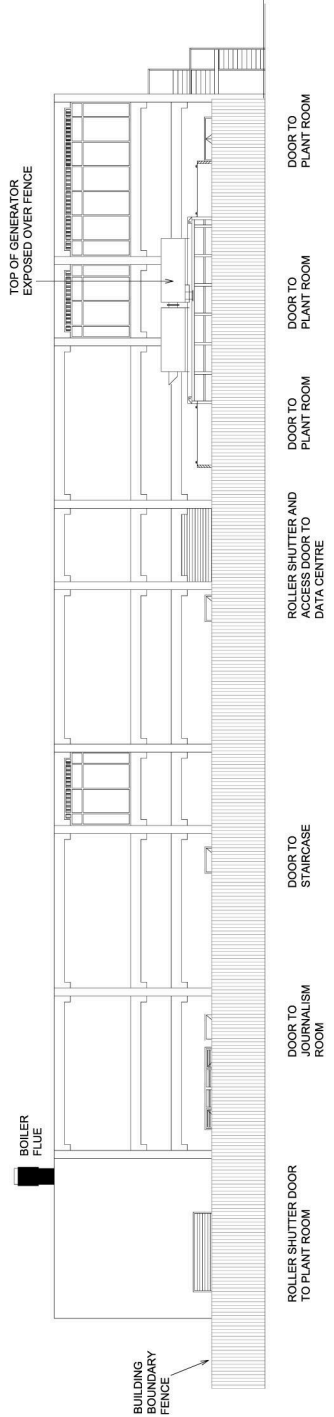 BOILER
FLUE
TOP OF GENERATOR
EXPOSED OVER FENCE
BUILDING
BOUNDARY
FENCE
ROLLER SHUTTER DOOR
TO PLANT ROOM
DOOR TO
JOURNALISM
ROOM
DOOR TO
STAIRCASE
ROLLER SHUTTER AND
ACCESS DOOR TO
DATA CENTRE
DOOR TO
PLANT ROOM
DOOR TO
PLANT ROOM
DOOR TO
PLANT ROOM